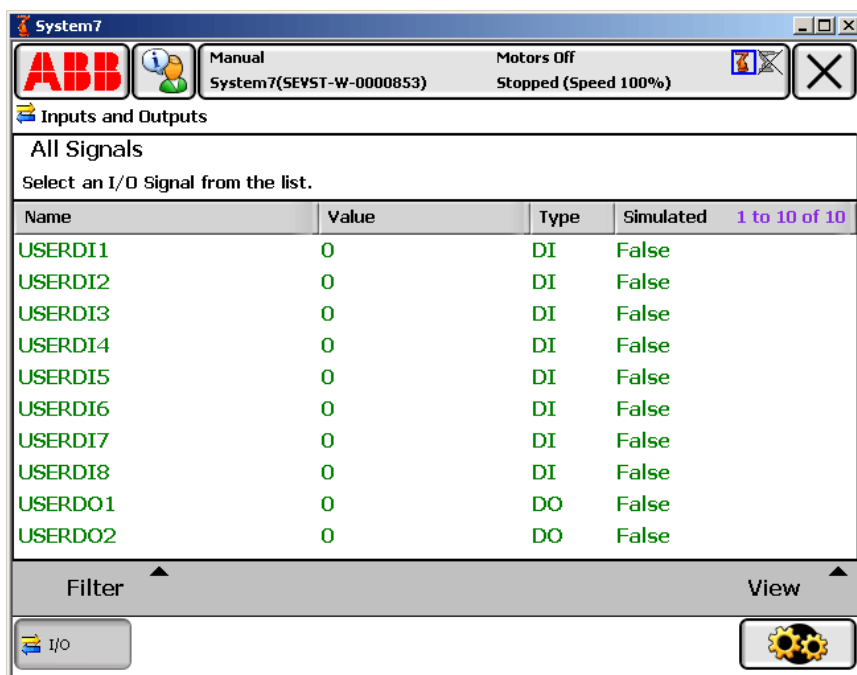 System7
ABB
Manual Motors Off
System7(SEVST-W-0000853) Stopped (Speed 100%)
Inputs and Outputs
All Signals
Select an I/O Signal from the list.
Name Value Type Simulated 1 to 10 of 10
USERDI1 0 DI False
USERDI2 0 DI False
USERDI3 0 DI False
USERDI4 0 DI False
USERDI5 0 DI False
USERDI6 0 DI False
USERDI7 0 DI False
USERDI8 0 DI False
USERDO1 0 DO False
USERDO2 0 DO False
Filter View
I/O